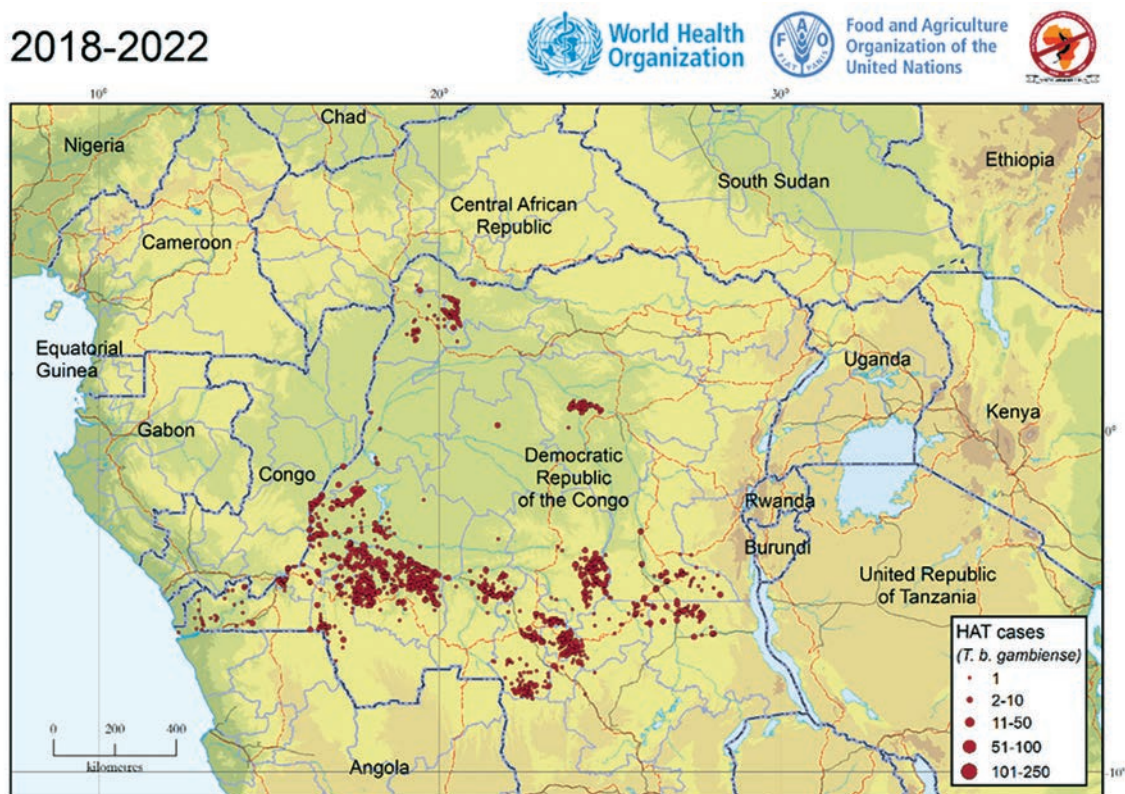 2018-2022
World Health
Organization
F A O
FIAT PANIS
Food and Agriculture
Organization of the
United Nations
10°
20°
30°
Chad
Nigeria
Ethiopia
South Sudan
Central African
Republic
Cameroon
Equatorial
Guinea
Uganda
Kenya
Gabon
0°
Congo
Democratic
Republic
of the Congo
Rwanda
Burundi
United Republic
of Tanzania
HAT cases
(T. b. gambiense)
1
2-10
11-50
51-100
101-250
0 200 400
kilometres
Angola
10°